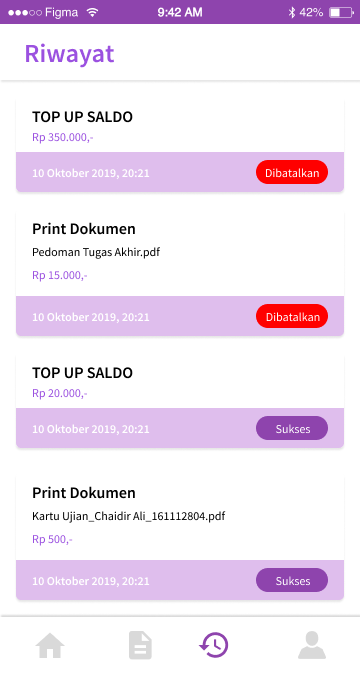 Figma 9:42 AM 42%
Riwayat
TOP UP SALDO
Rp 350.000,-
10 Oktober 2019, 20:21 Dibatalkan
Print Dokumen
Pedoman Tugas Akhir.pdf
Rp 15.000,-
10 Oktober 2019, 20:21 Dibatalkan
TOP UP SALDO
Rp 20.000,-
10 Oktober 2019, 20:21 Sukses
Print Dokumen
Kartu Ujian_Chaidir Ali_161112804.pdf
Rp 500,-
10 Oktober 2019, 20:21 Sukses